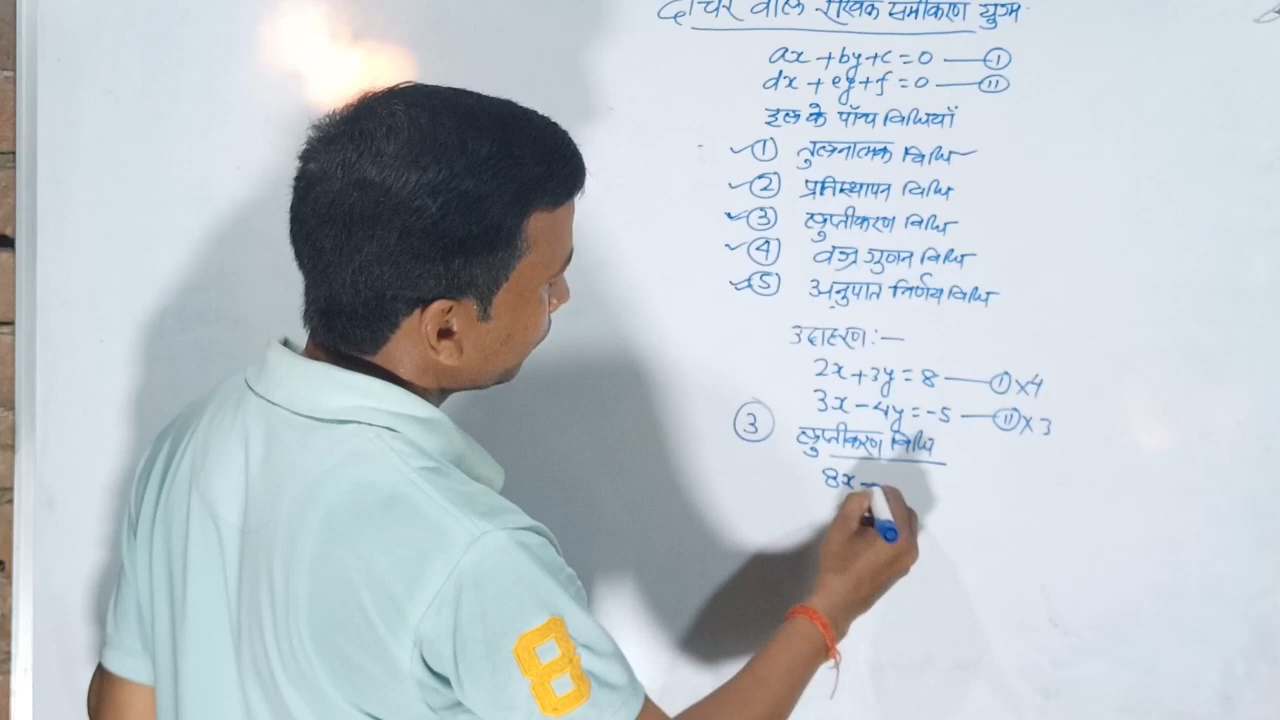 दो चर वाले रैखिक समीकरण युग्म
ax + by + c = 0 — (I)
dx + ey + f = 0 — (II)
हल के पाँच विधियाँ
✓① तुलनात्मक विधि
✓② प्रतिस्थापन विधि
✓③ लुप्तीकरण विधि
✓④ वज्र गुणन विधि
✓⑤ अनुपात निर्णय विधि
उदाहरण:—
2x + 3y = 8 — (I) × 4
3x - 4y = -5 — (II) × 3
③ लुप्तीकरण विधि
8x -
8